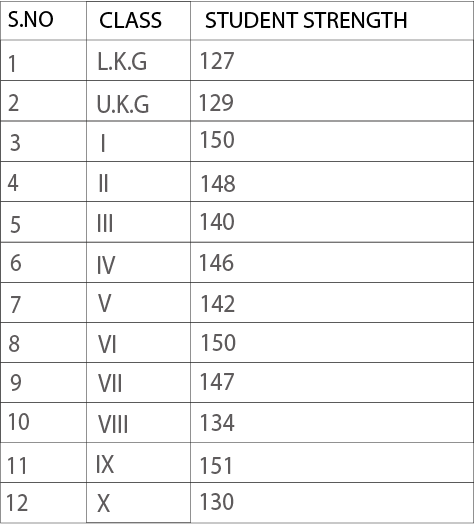 S.NO CLASS STUDENT STRENGTH
1 L.K.G 127
2 U.K.G 129
3 I 150
4 II 148
5 III 140
6 IV 146
7 V 142
8 VI 150
9 VII 147
10 VIII 134
11 IX 151
12 X 130